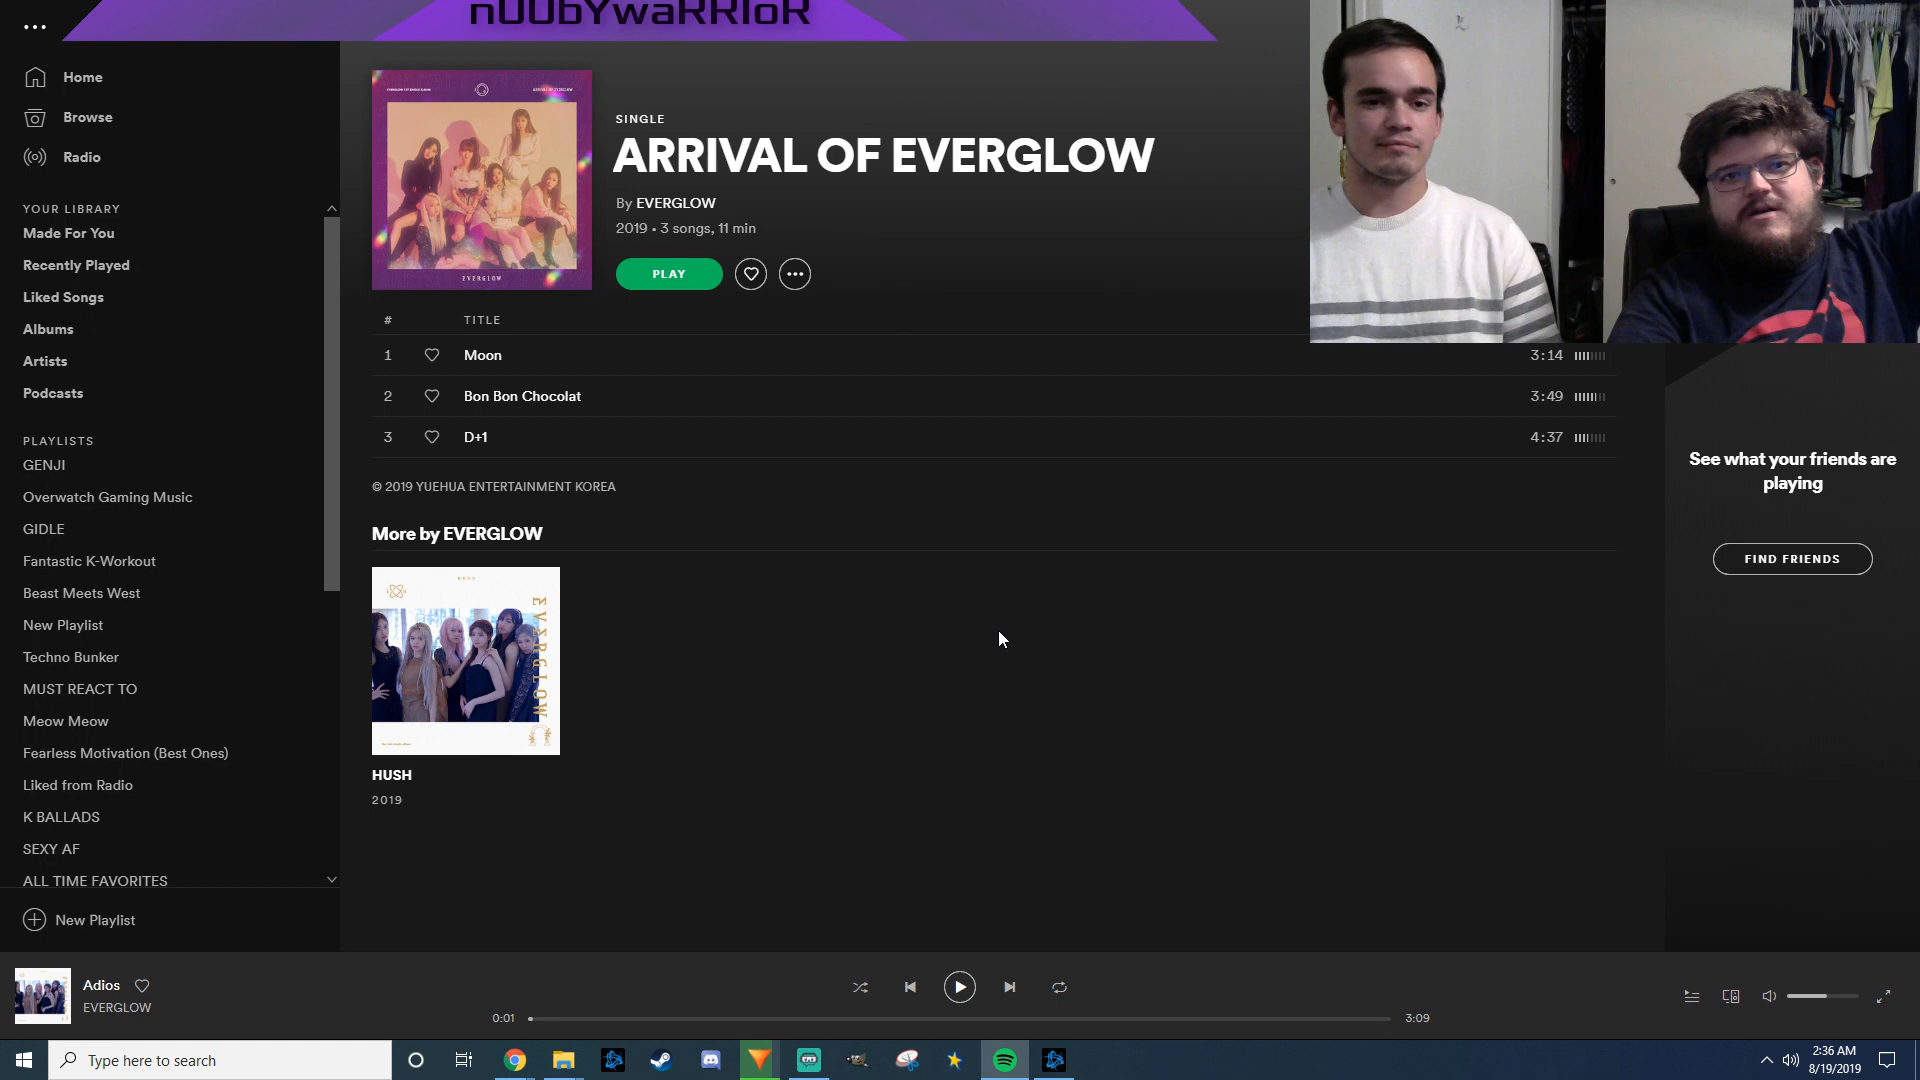 nUUbYwaRRIoR
Home
Browse
Radio
YOUR LIBRARY
Made For You
Recently Played
Liked Songs
Albums
Artists
Podcasts
PLAYLISTS
GENJI
Overwatch Gaming Music
GIDLE
Fantastic K-Workout
Beast Meets West
New Playlist
Techno Bunker
MUST REACT TO
Meow Meow
Fearless Motivation (Best Ones)
Liked from Radio
K BALLADS
SEXY AF
ALL TIME FAVORITES
New Playlist
EVERGLOW
SINGLE
ARRIVAL OF EVERGLOW
By EVERGLOW
2019 • 3 songs, 11 min
PLAY
# TITLE
1 Moon 3:14
2 Bon Bon Chocolat 3:49
3 D+1 4:37
© 2019 YUEHUA ENTERTAINMENT KOREA
More by EVERGLOW
EVERGLOW
HUSH
2019
See what your friends are
playing
FIND FRIENDS
Adios
EVERGLOW
0:01 3:09
Type here to search
2:36 AM
8/19/2019